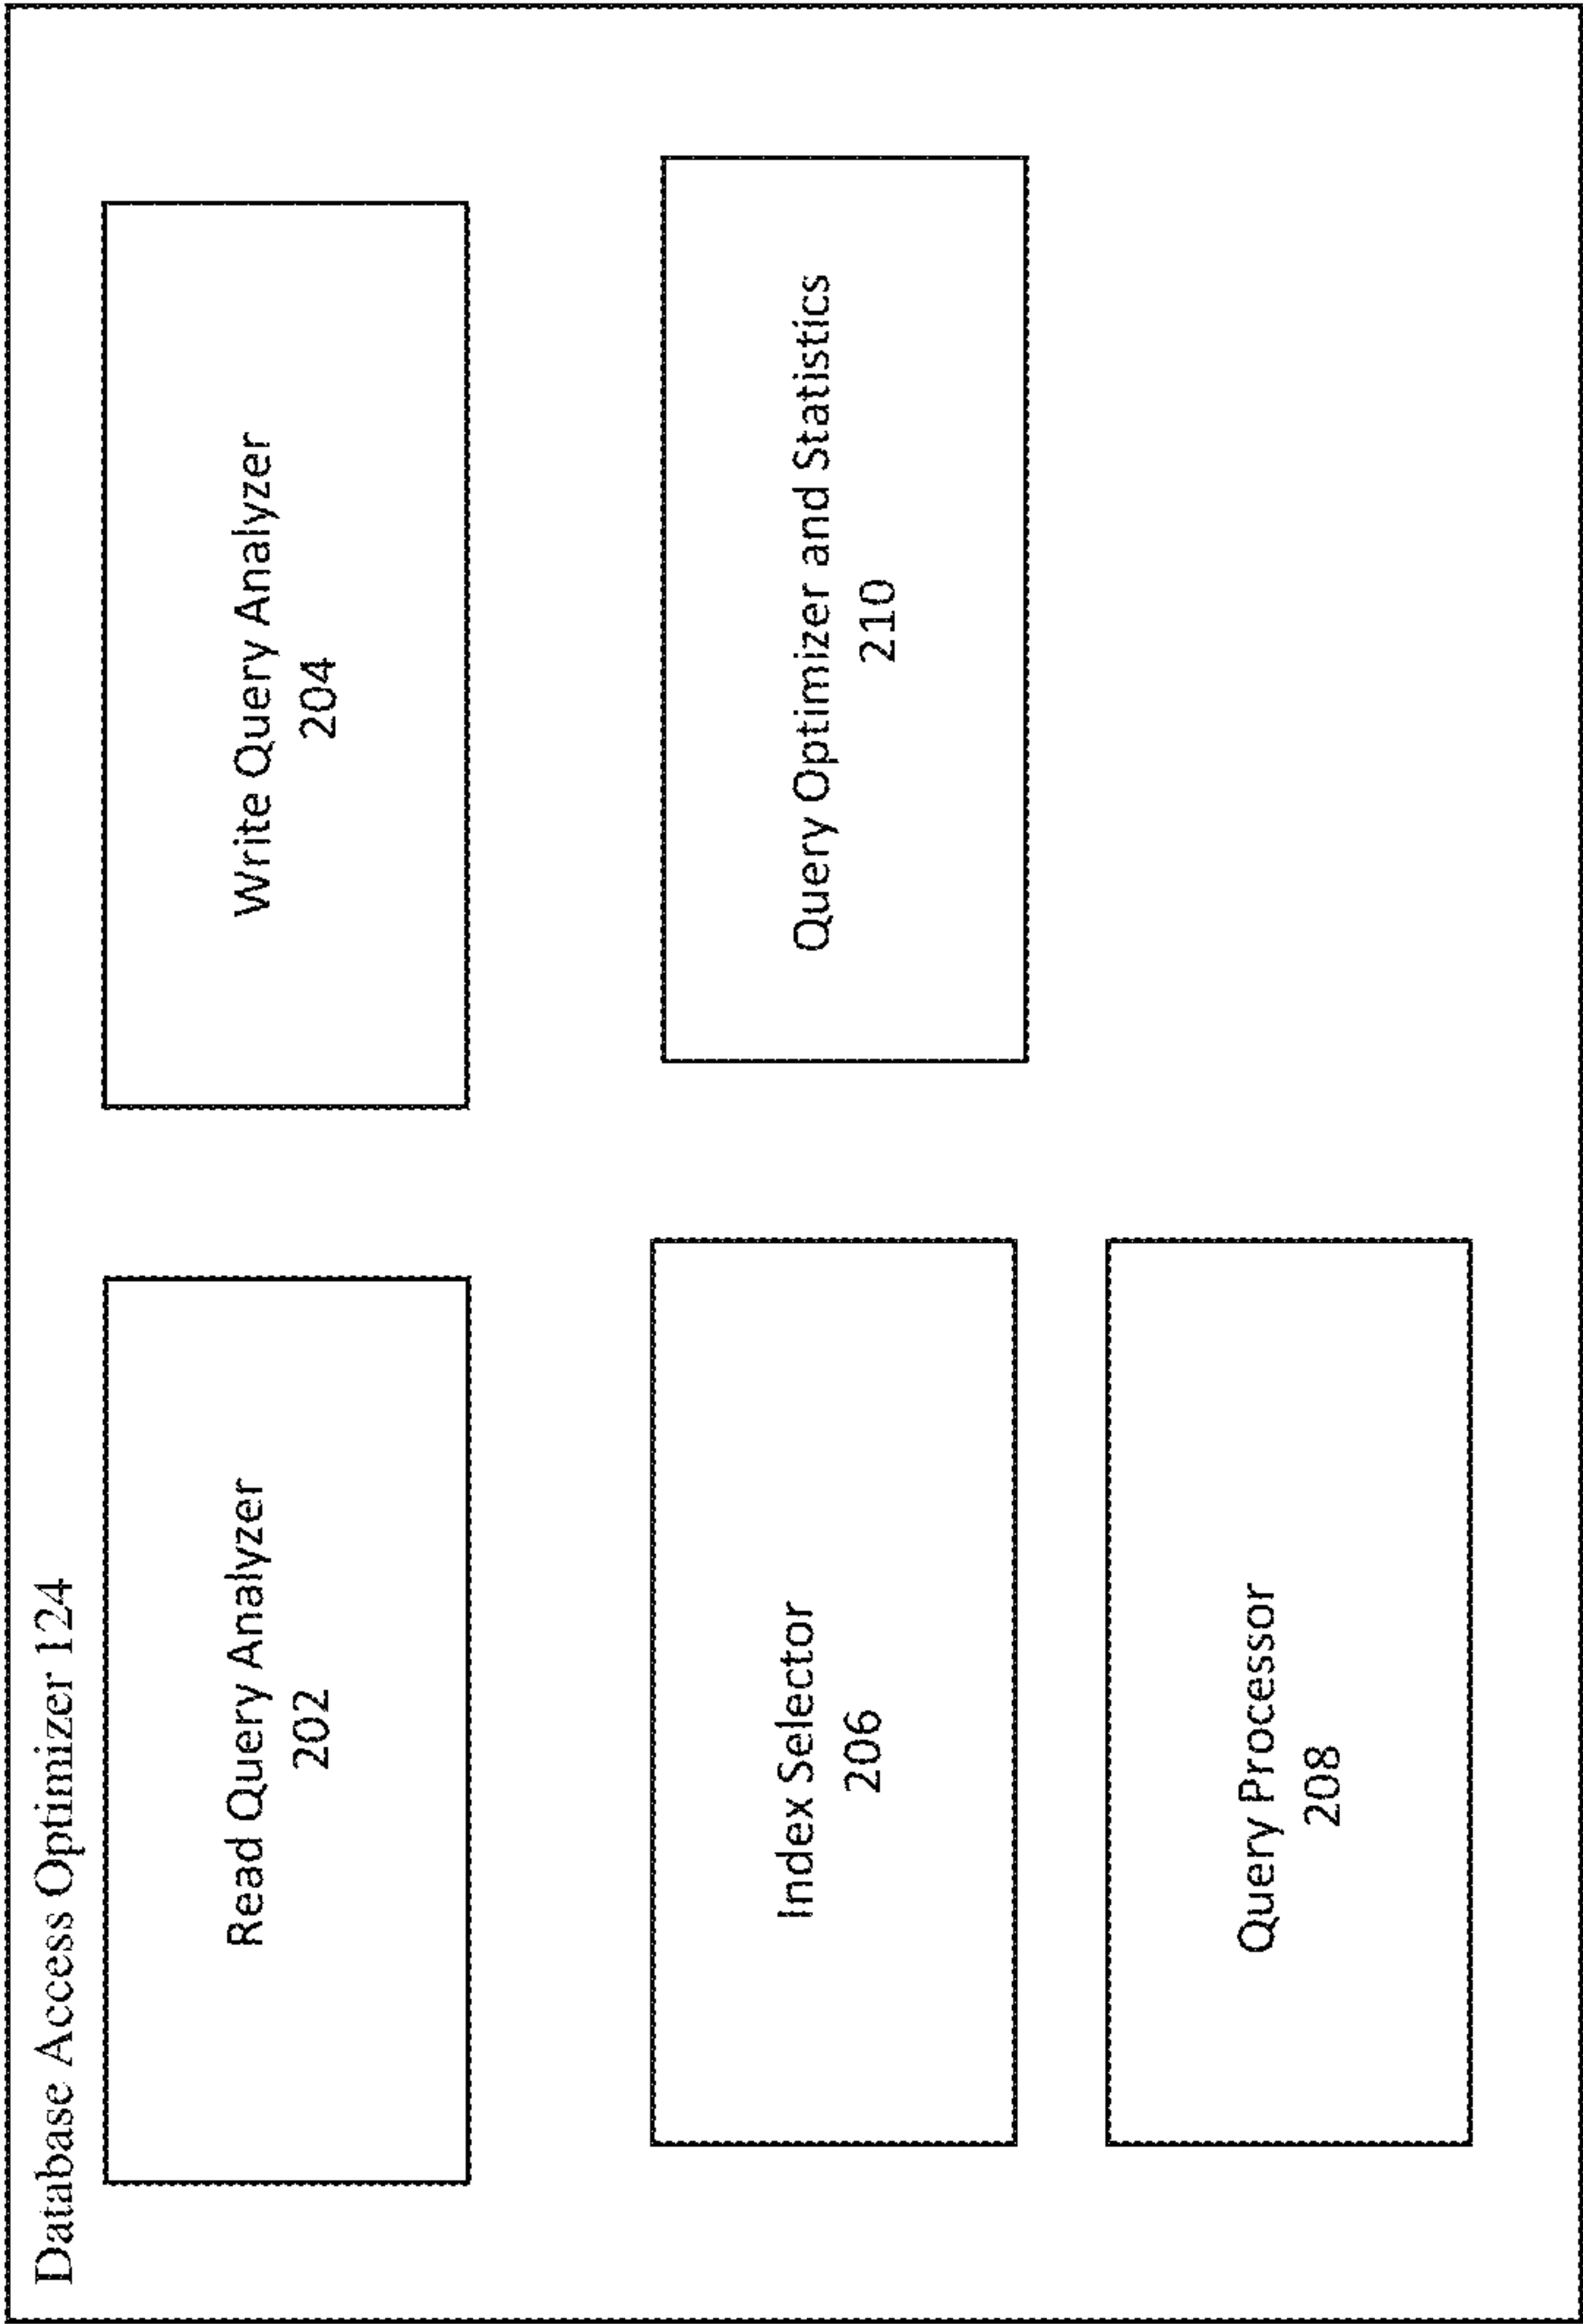 Database Access Optimizer 124
Read Query Analyzer
202
Write Query Analyzer
204
Index Selector
206
Query Optimizer and Statistics
210
Query Processor
208